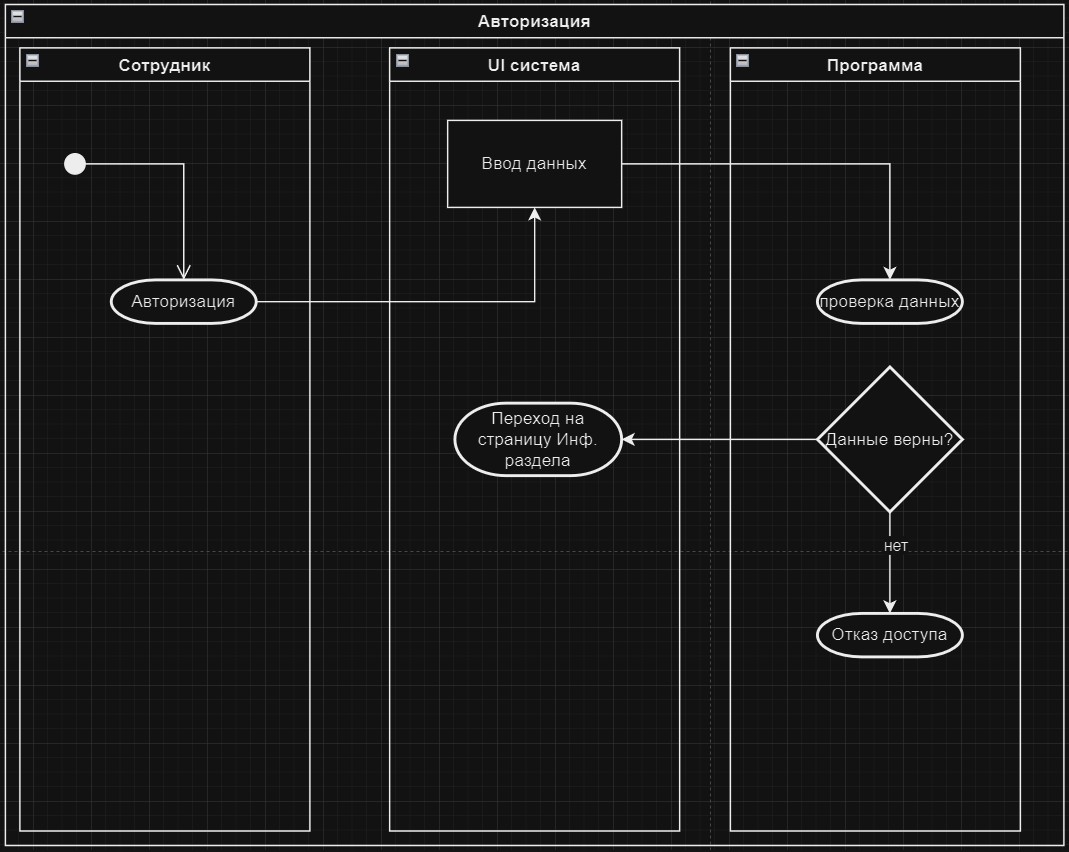 Авторизация
Сотрудник
UI система
Программа
Ввод данных
Авторизация
проверка данных
Переход на
страницу Инф.
раздела
Данные верны?
нет
Отказ доступа